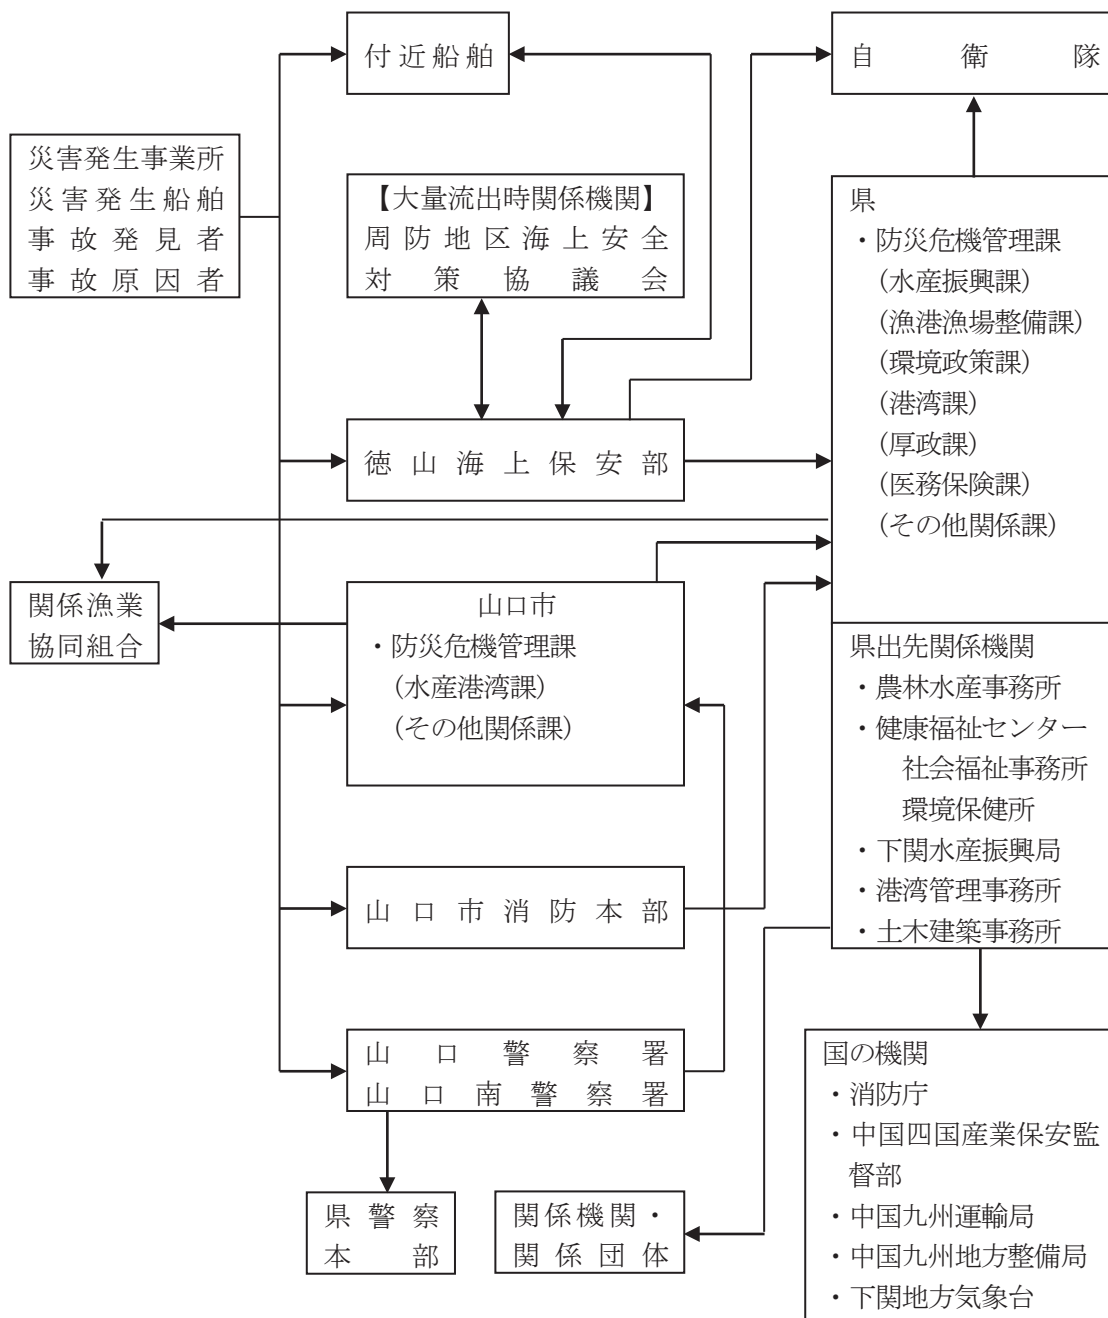 付近船舶
自衛隊
災害発生事業所
災害発生船舶
事故発見者
事故原因者
【大量流出時関係機関】
周防地区海上安全
対策協議会
県
・防災危機管理課
(水産振興課)
(漁港漁場整備課)
(環境政策課)
(港湾課)
(厚政課)
(医務保険課)
(その他関係課)
徳山海上保安部
関係漁業
協同組合
山口市
・防災危機管理課
(水産港湾課)
(その他関係課)
県出先関係機関
・農林水産事務所
・健康福祉センター
社会福祉事務所
環境保健所
・下関水産振興局
・港湾管理事務所
・土木建築事務所
山口市消防本部
山口警察署
山口南警察署
県警察
本部
関係機関・
関係団体
国の機関
・消防庁
・中国四国産業保安監
督部
・中国九州運輸局
・中国九州地方整備局
・下関地方気象台